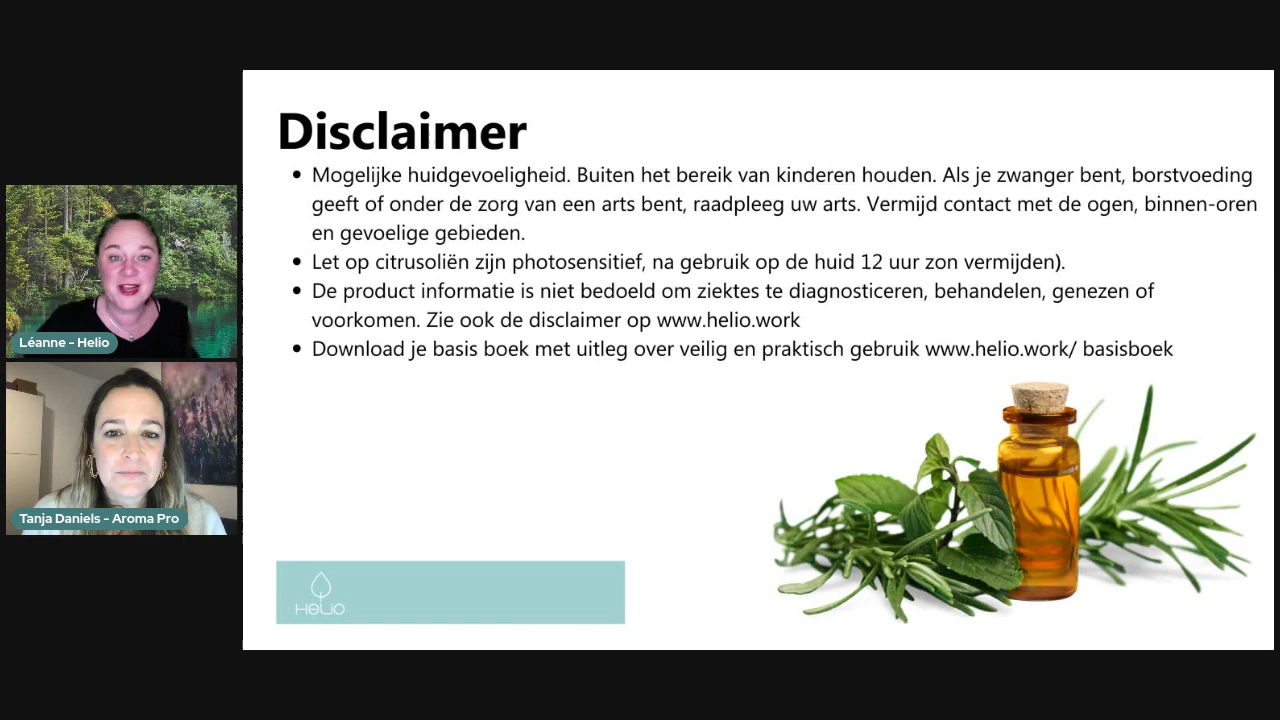 Disclaimer
• Mogelijke huidgevoeligheid. Buiten het bereik van kinderen houden. Als je zwanger bent, borstvoeding
geeft of onder de zorg van een arts bent, raadpleeg uw arts. Vermijd contact met de ogen, binnen-oren
en gevoelige gebieden.
• Let op citrusoliën zijn photosensitief, na gebruik op de huid 12 uur zon vermijden).
• De product informatie is niet bedoeld om ziektes te diagnosticeren, behandelen, genezen of
voorkomen. Zie ook de disclaimer op www.helio.work
• Download je basis boek met uitleg over veilig en praktisch gebruik www.helio.work/ basisboek
Léanne - Helio
Tanja Daniels - Aroma Pro
HeLiO